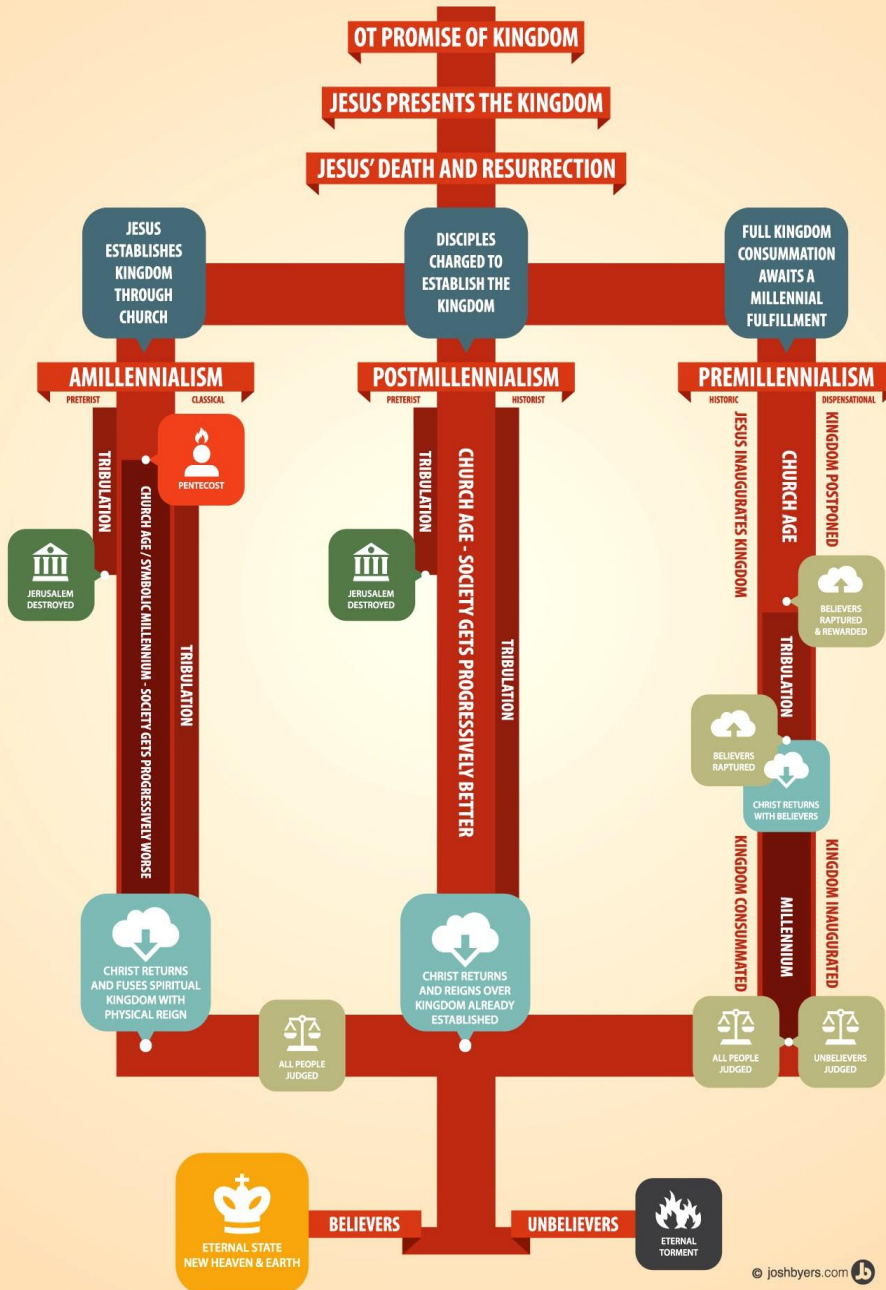 OT PROMISE OF KINGDOM
JESUS PRESENTS THE KINGDOM
JESUS' DEATH AND RESURRECTION
JESUS
ESTABLISHES
KINGDOM
THROUGH
CHURCH
DISCIPLES
CHARGED TO
ESTABLISH THE
KINGDOM
FULL KINGDOM
CONSUMMATION
AWAITS A
MILLENNIAL
FULFILLMENT
AMILLENNIALISM
PRETERIST
CLASSICAL
TRIBULATION
PENTECOST
JERUSALEM
DESTROYED
CHURCH AGE / SYMBOLIC MILLENNIUM - SOCIETY GETS PROGRESSIVELY WORSE
TRIBULATION
CHRIST RETURNS
AND FUSES SPIRITUAL
KINGDOM WITH
PHYSICAL REIGN
POSTMILLENNIALISM
PRETERIST
HISTORIST
TRIBULATION
JERUSALEM
DESTROYED
CHURCH AGE - SOCIETY GETS PROGRESSIVELY BETTER
TRIBULATION
CHRIST RETURNS
AND REIGNS OVER
KINGDOM ALREADY
ESTABLISHED
PREMILLENNIALISM
HISTORIC
DISPENSATIONAL
JESUS INAUGURATES KINGDOM
CHURCH AGE
KINGDOM POSTPONED
BELIEVERS
RAPTURED
& REWARDED
TRIBULATION
BELIEVERS
RAPTURED
CHRIST RETURNS
WITH BELIEVERS
KINGDOM CONSUMMATED
MILLENNIUM
KINGDOM INAUGURATED
ALL PEOPLE
JUDGED
ALL PEOPLE
JUDGED
UNBELIEVERS
JUDGED
ETERNAL STATE
NEW HEAVEN & EARTH
BELIEVERS
UNBELIEVERS
ETERNAL
TORMENT
© joshbyers.com jb